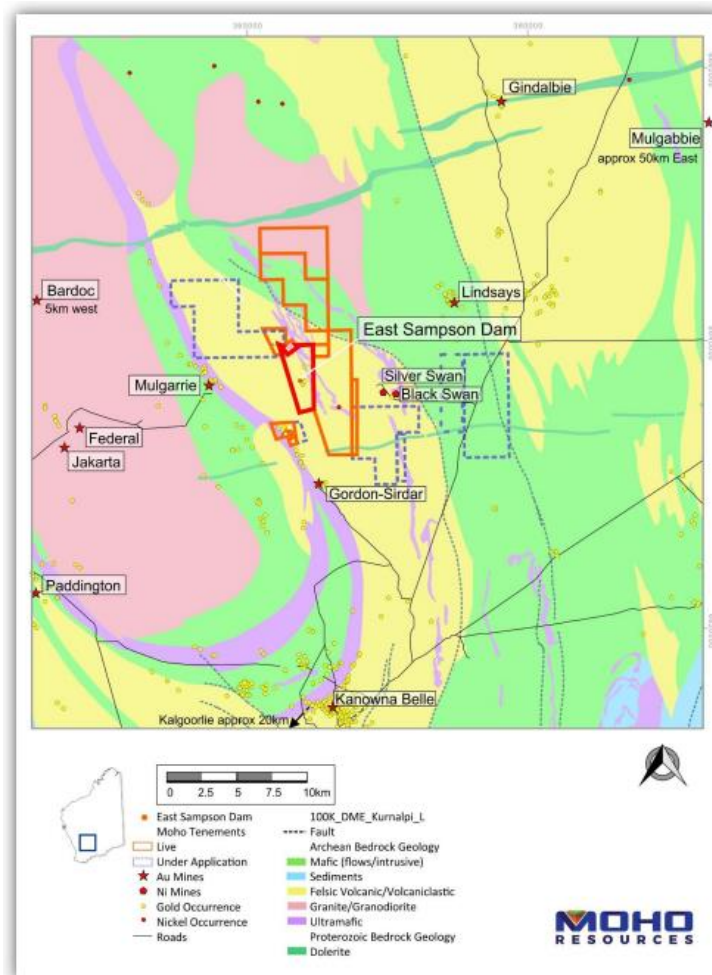 Gindalbie
Mulgabbie
approx 50km East
Bardoc
5km west
Lindsays
East Sampson Dam
Silver Swan
Mulgarrie
Black Swan
Federal
Jakarta
Gordon-Sirdar
Paddington
Kanowna Belle
Kalgoorlie approx 20km
0 2.5 5 7.5 10km
East Sampson Dam
Moho Tenements
Live
Under Application
Au Mines
Ni Mines
Gold Occurrence
Nickel Occurrence
Roads
100K_DME_Kurnalpi_L
Fault
Archean Bedrock Geology
Mafic (flows/intrusive)
Sediments
Felsic Volcanic/Volcaniclastic
Granite/Granodiorite
Ultramafic
Proterozoic Bedrock Geology
Dolerite
MOHO
RESOURCES